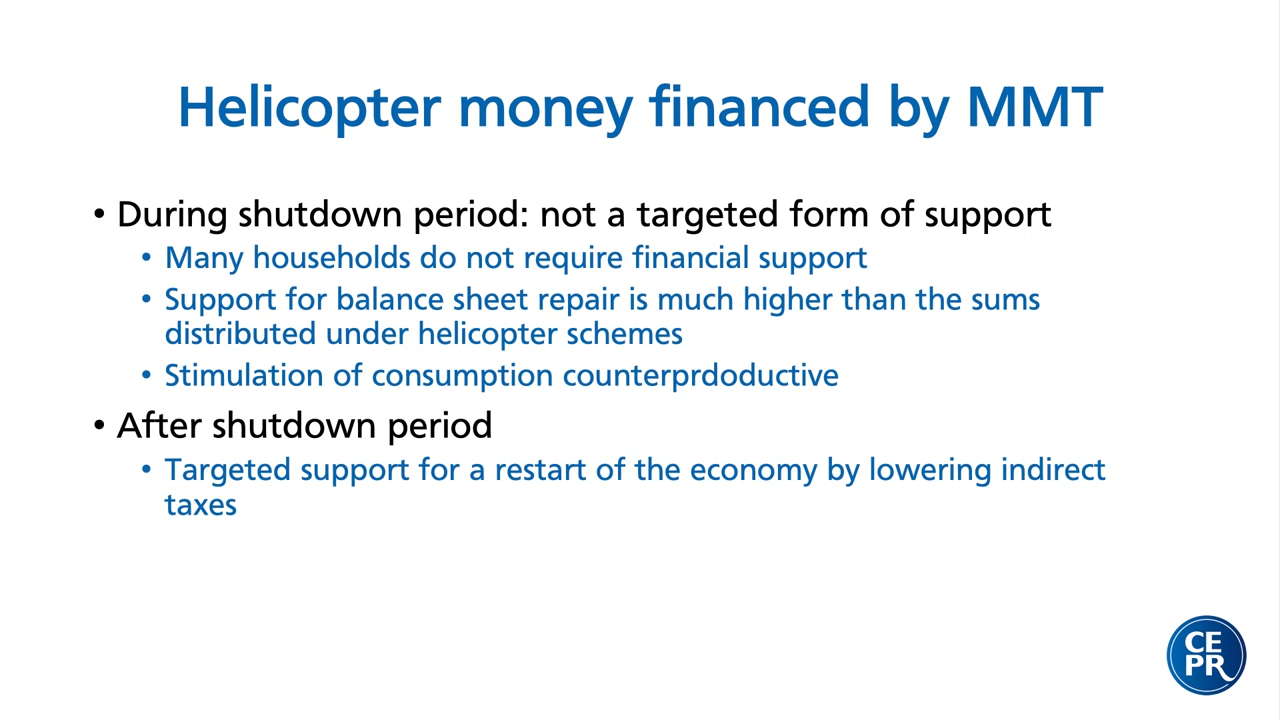 Helicopter money financed by MMT
• During shutdown period: not a targeted form of support
• Many households do not require financial support
• Support for balance sheet repair is much higher than the sums
distributed under helicopter schemes
• Stimulation of consumption counterprdoductive
• After shutdown period
• Targeted support for a restart of the economy by lowering indirect
taxes
CE
PR